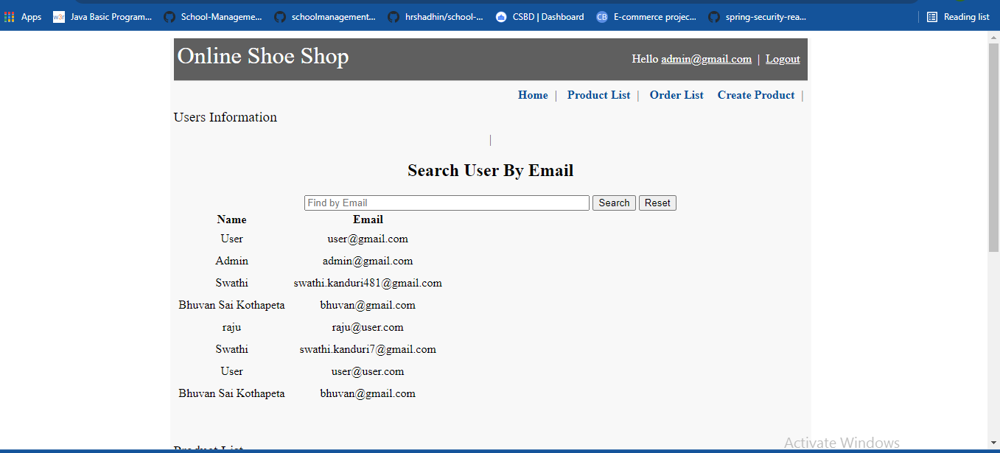 Apps w3r Java Basic Program... School-Manageme... schoolmanagement... hrshadhin/school-... CSBD | Dashboard CB E-commerce projec... spring-security-rea... Reading list
Online Shoe Shop
Hello admin@gmail.com | Logout
Home | Product List | Order List Create Product |
Users Information
|
Search User By Email
Find by Email Search Reset
Name Email
User user@gmail.com
Admin admin@gmail.com
Swathi swathi.kanduri481@gmail.com
Bhuvan Sai Kothapeta bhuvan@gmail.com
raju raju@user.com
Swathi swathi.kanduri7@gmail.com
User user@user.com
Bhuvan Sai Kothapeta bhuvan@gmail.com
Product List
Activate Windows